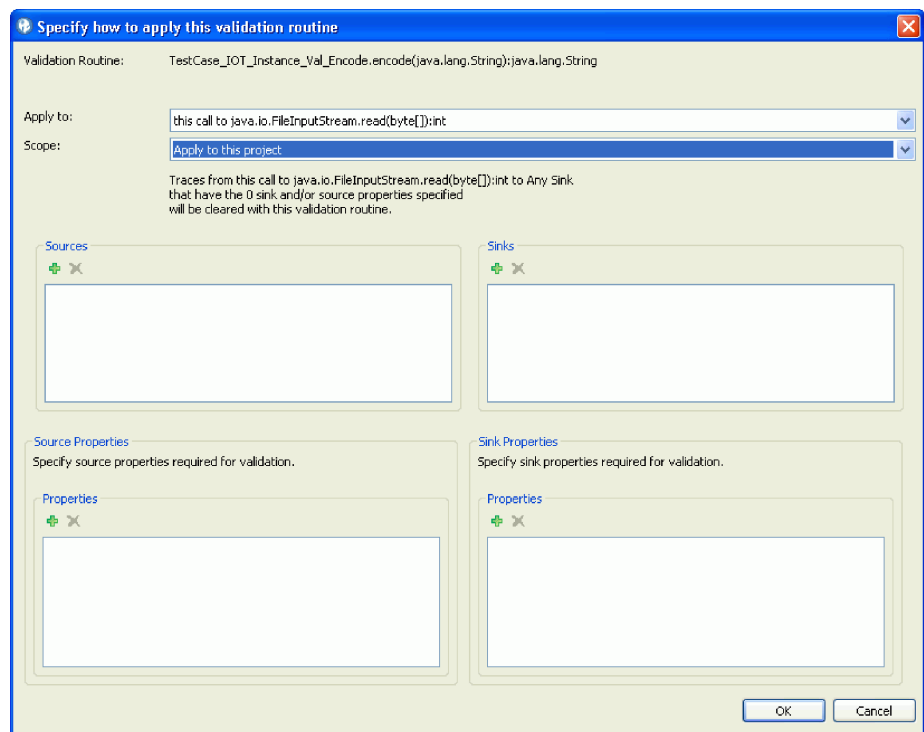 Specify how to apply this validation routine
Validation Routine: TestCase_IOT_Instance_Val_Encode.encode(java.lang.String):java.lang.String
Apply to: this call to java.io.FileInputStream.read(byte[]):int
Scope: Apply to this project
Traces from this call to java.io.FileInputStream.read(byte[]):int to Any Sink
that have the 0 sink and/or source properties specified
will be cleared with this validation routine.
Sources
Sinks
Source Properties
Specify source properties required for validation.
Properties
Sink Properties
Specify sink properties required for validation.
Properties
OK Cancel